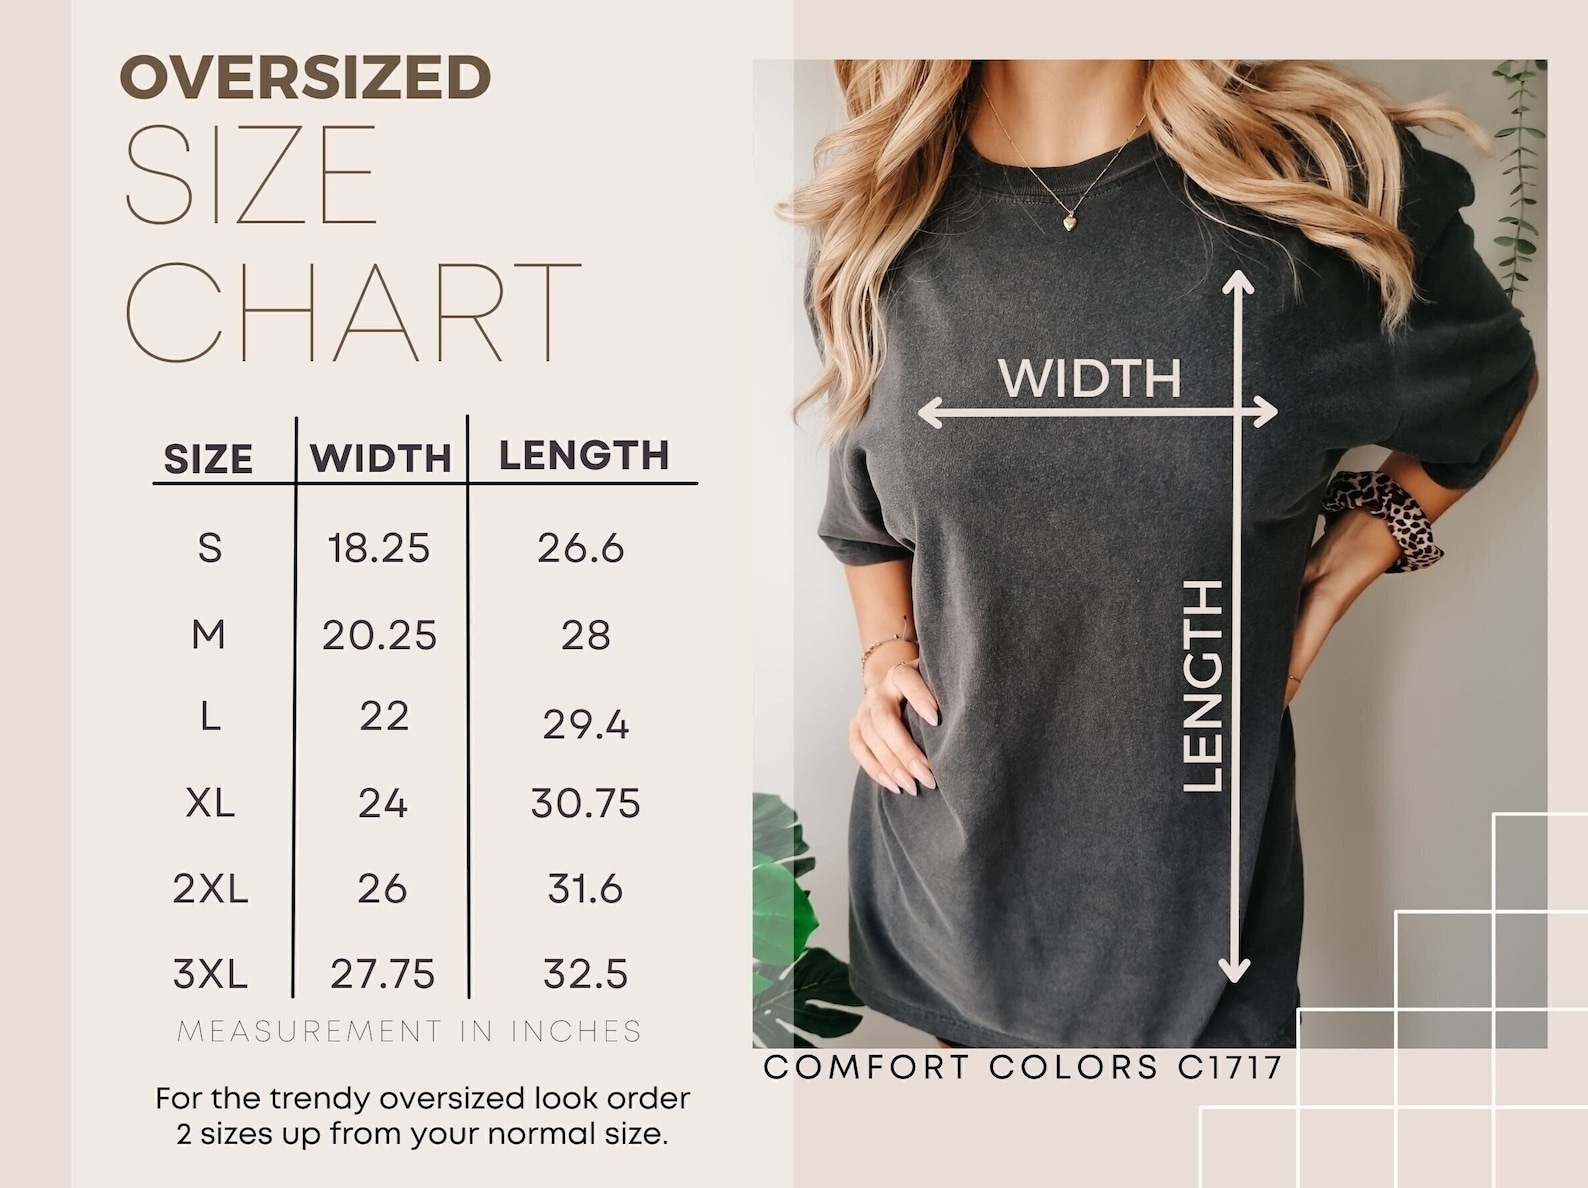 OVERSIZED
SIZE
CHART
SIZE WIDTH LENGTH
S 18.25 26.6
M 20.25 28
L 22 29.4
XL 24 30.75
2XL 26 31.6
3XL 27.75 32.5
MEASUREMENT IN INCHES
For the trendy oversized look order
2 sizes up from your normal size.
WIDTH
LENGTH
COMFORT COLORS C1717